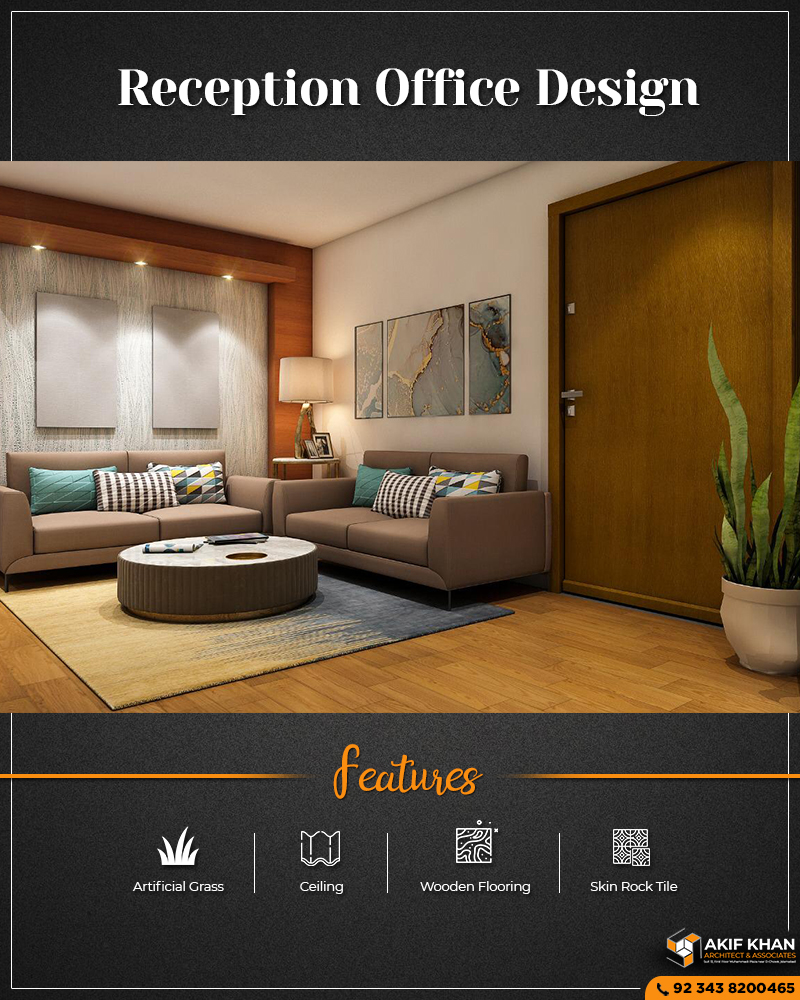 Reception Office Design
Features
Artificial Grass
Ceiling
Wooden Flooring
Skin Rock Tile
AKIF KHAN
ARCHITECT & ASSOCIATES
92 343 8200465